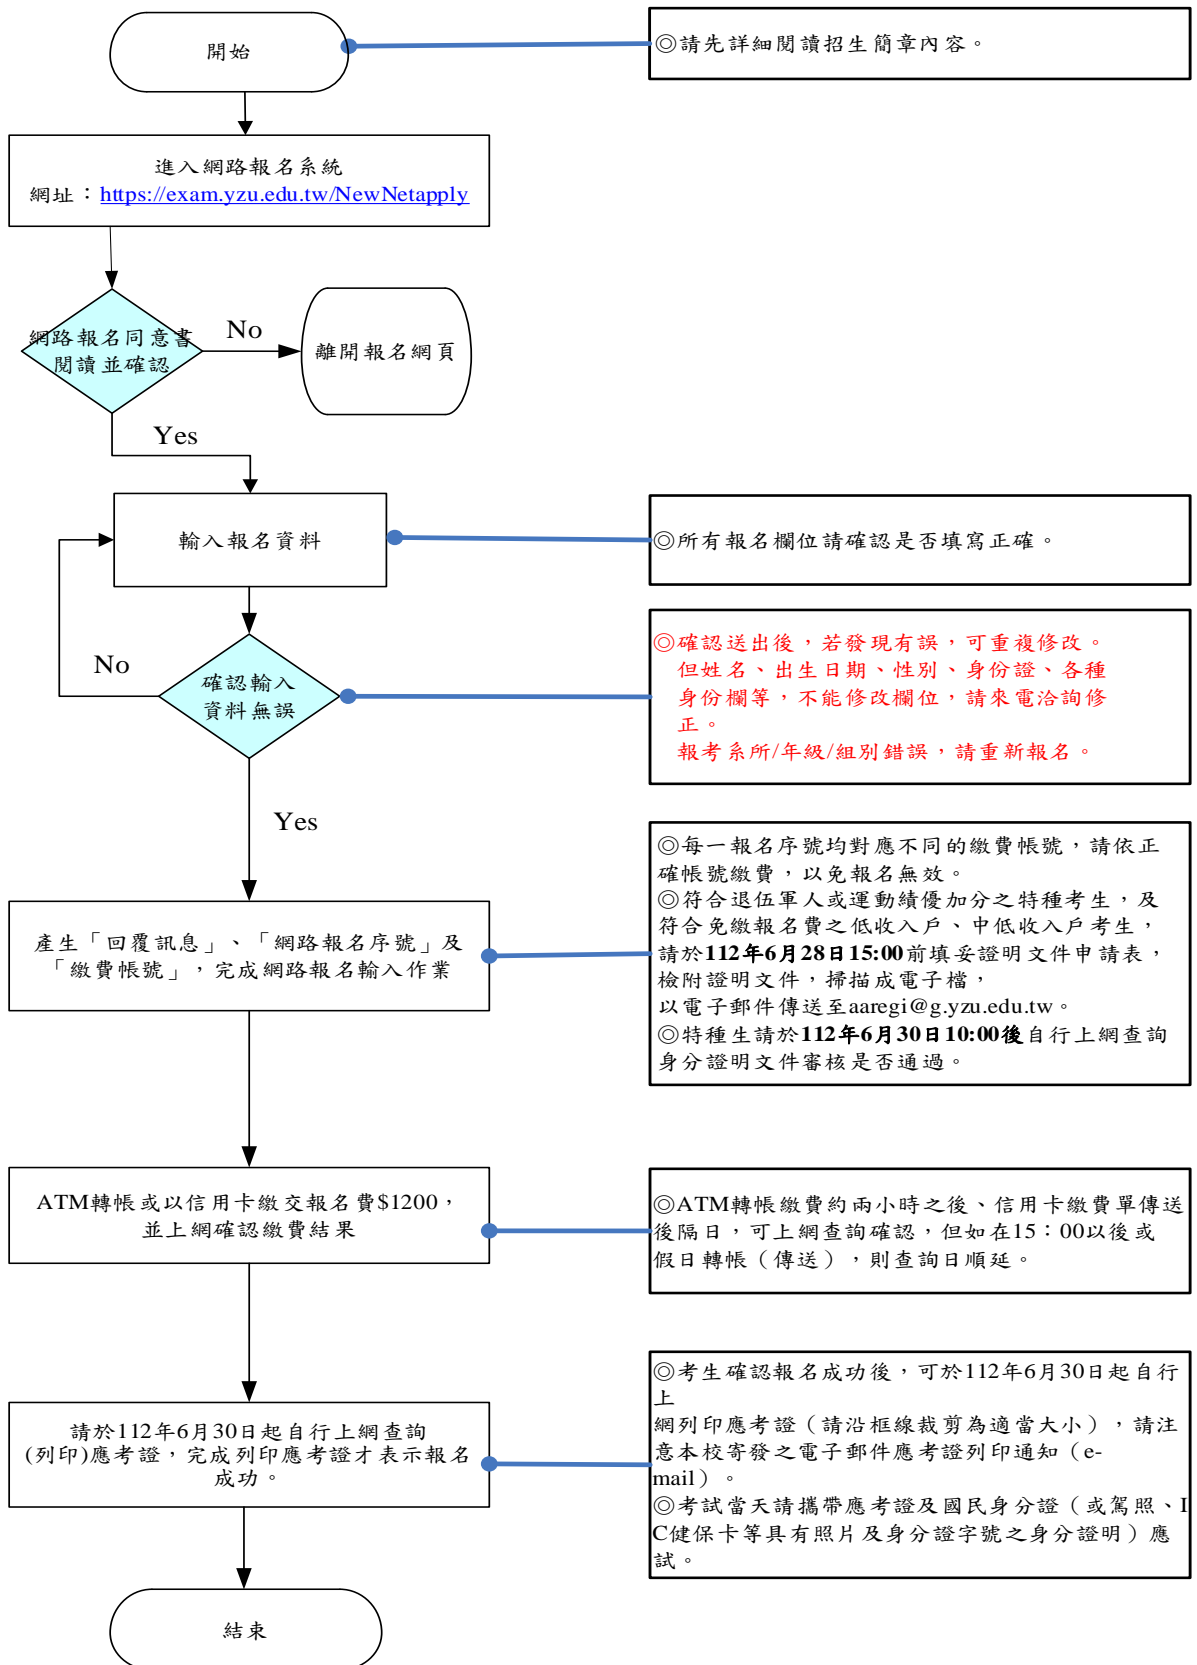 開始
◎請先詳細閱讀招生簡章內容。
進入網路報名系統
網址：https://exam.yzu.edu.tw/NewNetapply
網路報名同意書
閱讀並確認
No
離開報名網頁
Yes
輸入報名資料
◎所有報名欄位請確認是否填寫正確。
No
確認輸入
資料無誤
◎確認送出後，若發現有誤，可重複修改。
但姓名、出生日期、性別、身份證、各種
身份欄等，不能修改欄位，請來電洽詢修
正。
報考系所/年級/組別錯誤，請重新報名。
Yes
產生「回覆訊息」、「網路報名序號」及
「繳費帳號」，完成網路報名輸入作業
◎每一報名序號均對應不同的繳費帳號，請依正
確帳號繳費，以免報名無效。
◎符合退伍軍人或運動績優加分之特種考生，及
符合免繳報名費之低收入戶、中低收入戶考生，
請於112年6月28日15:00前填妥證明文件申請表，
檢附證明文件，掃描成電子檔，
以電子郵件傳送至aaregi@g.yzu.edu.tw。
◎特種生請於112年6月30日10:00後自行上網查詢
身分證明文件審核是否通過。
ATM轉帳或以信用卡繳交報名費$1200，
並上網確認繳費結果
◎ATM轉帳繳費約兩小時之後、信用卡繳費單傳送
後隔日，可上網查詢確認，但如在15：00以後或
假日轉帳（傳送），則查詢日順延。
請於112年6月30日起自行上網查詢
(列印)應考證，完成列印應考證才表示報名
成功。
◎考生確認報名成功後，可於112年6月30日起自行
上
網列印應考證（請沿框線裁剪為適當大小），請注
意本校寄發之電子郵件應考證列印通知（e-
mail）。
◎考試當天請攜帶應考證及國民身分證（或駕照、I
C健保卡等具有照片及身分證字號之身分證明）應
試。
結束